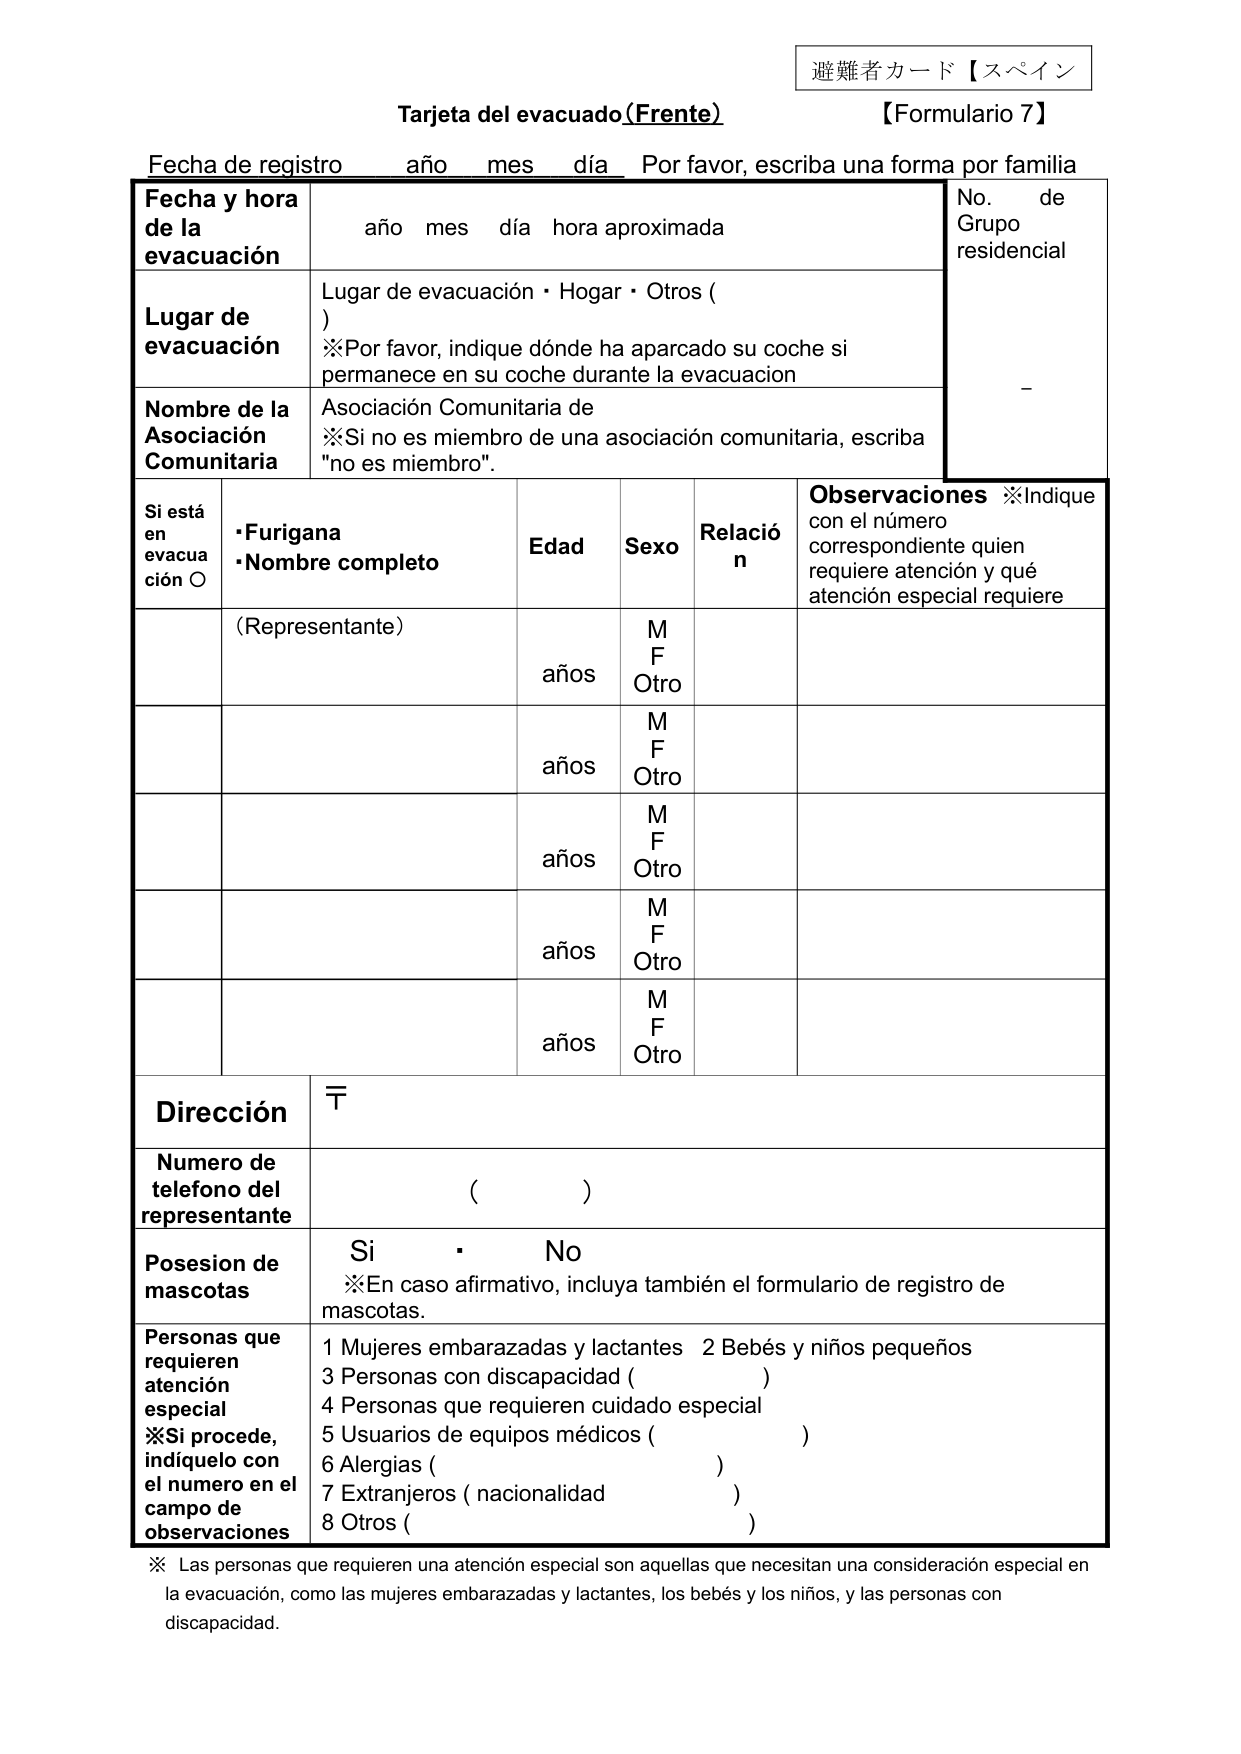 避難者カード【スペイン
Tarjeta del evacuado（Frente）
【Formulario 7】
Fecha de registro año mes día Por favor, escriba una forma por familia
Fecha y hora
de la
evacuación
año mes día hora aproximada
No. de
Grupo
residencial
–
Lugar de
evacuación
Lugar de evacuación・Hogar・Otros (
)
※Por favor, indique dónde ha aparcado su coche si
permanece en su coche durante la evacuacion
Nombre de la
Asociación
Comunitaria
Asociación Comunitaria de
※Si no es miembro de una asociación comunitaria, escriba
"no es miembro".
Si está
en
evacua
ción 〇
・Furigana
・Nombre completo
Edad
Sexo
Relació
n
Observaciones ※Indique
con el número
correspondiente quien
requiere atención y qué
atención especial requiere
（Representante）
años
M
F
Otro
años
M
F
Otro
años
M
F
Otro
años
M
F
Otro
años
M
F
Otro
Dirección
〒
Numero de
telefono del
representante
（ ）
Posesion de
mascotas
Si ・ No
※En caso afirmativo, incluya también el formulario de registro de
mascotas.
Personas que
requieren
atención
especial
※Si procede,
indíquelo con
el numero en el
campo de
observaciones
1 Mujeres embarazadas y lactantes 2 Bebés y niños pequeños
3 Personas con discapacidad ( )
4 Personas que requieren cuidado especial
5 Usuarios de equipos médicos ( )
6 Alergias ( )
7 Extranjeros ( nacionalidad )
8 Otros ( )
※ Las personas que requieren una atención especial son aquellas que necesitan una consideración especial en
la evacuación, como las mujeres embarazadas y lactantes, los bebés y los niños, y las personas con
discapacidad.